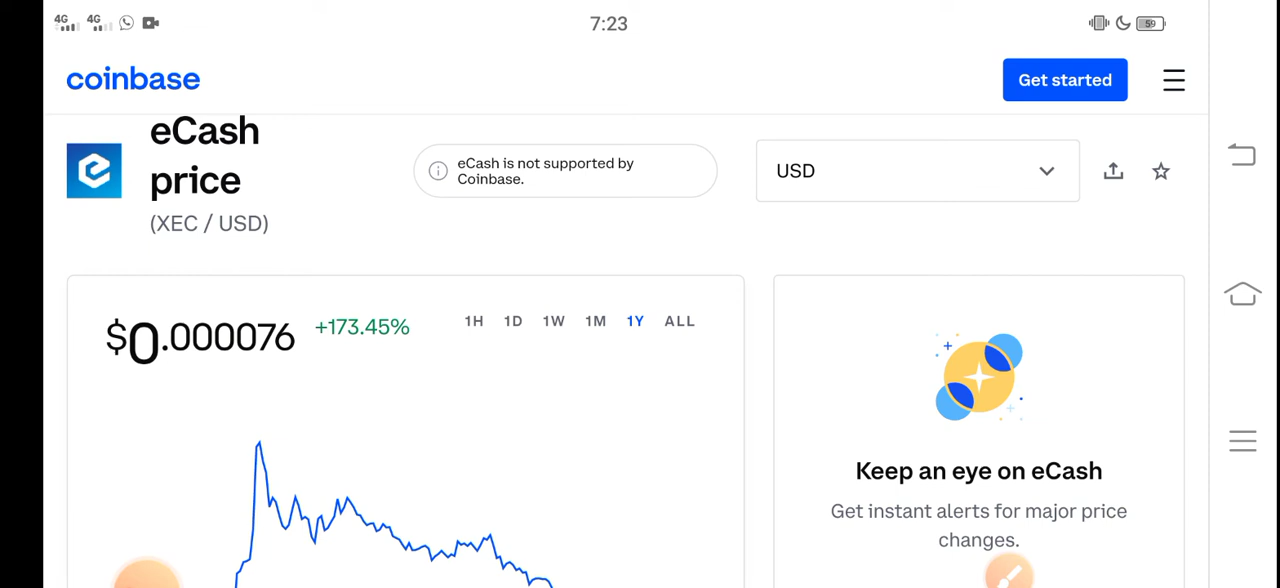 4G 4G 7:23 59
coinbase
Get started
eCash
price
(XEC / USD)
eCash is not supported by
Coinbase.
USD
$0.000076 +173.45%
1H 1D 1W 1M 1Y ALL
Keep an eye on eCash
Get instant alerts for major price
changes.